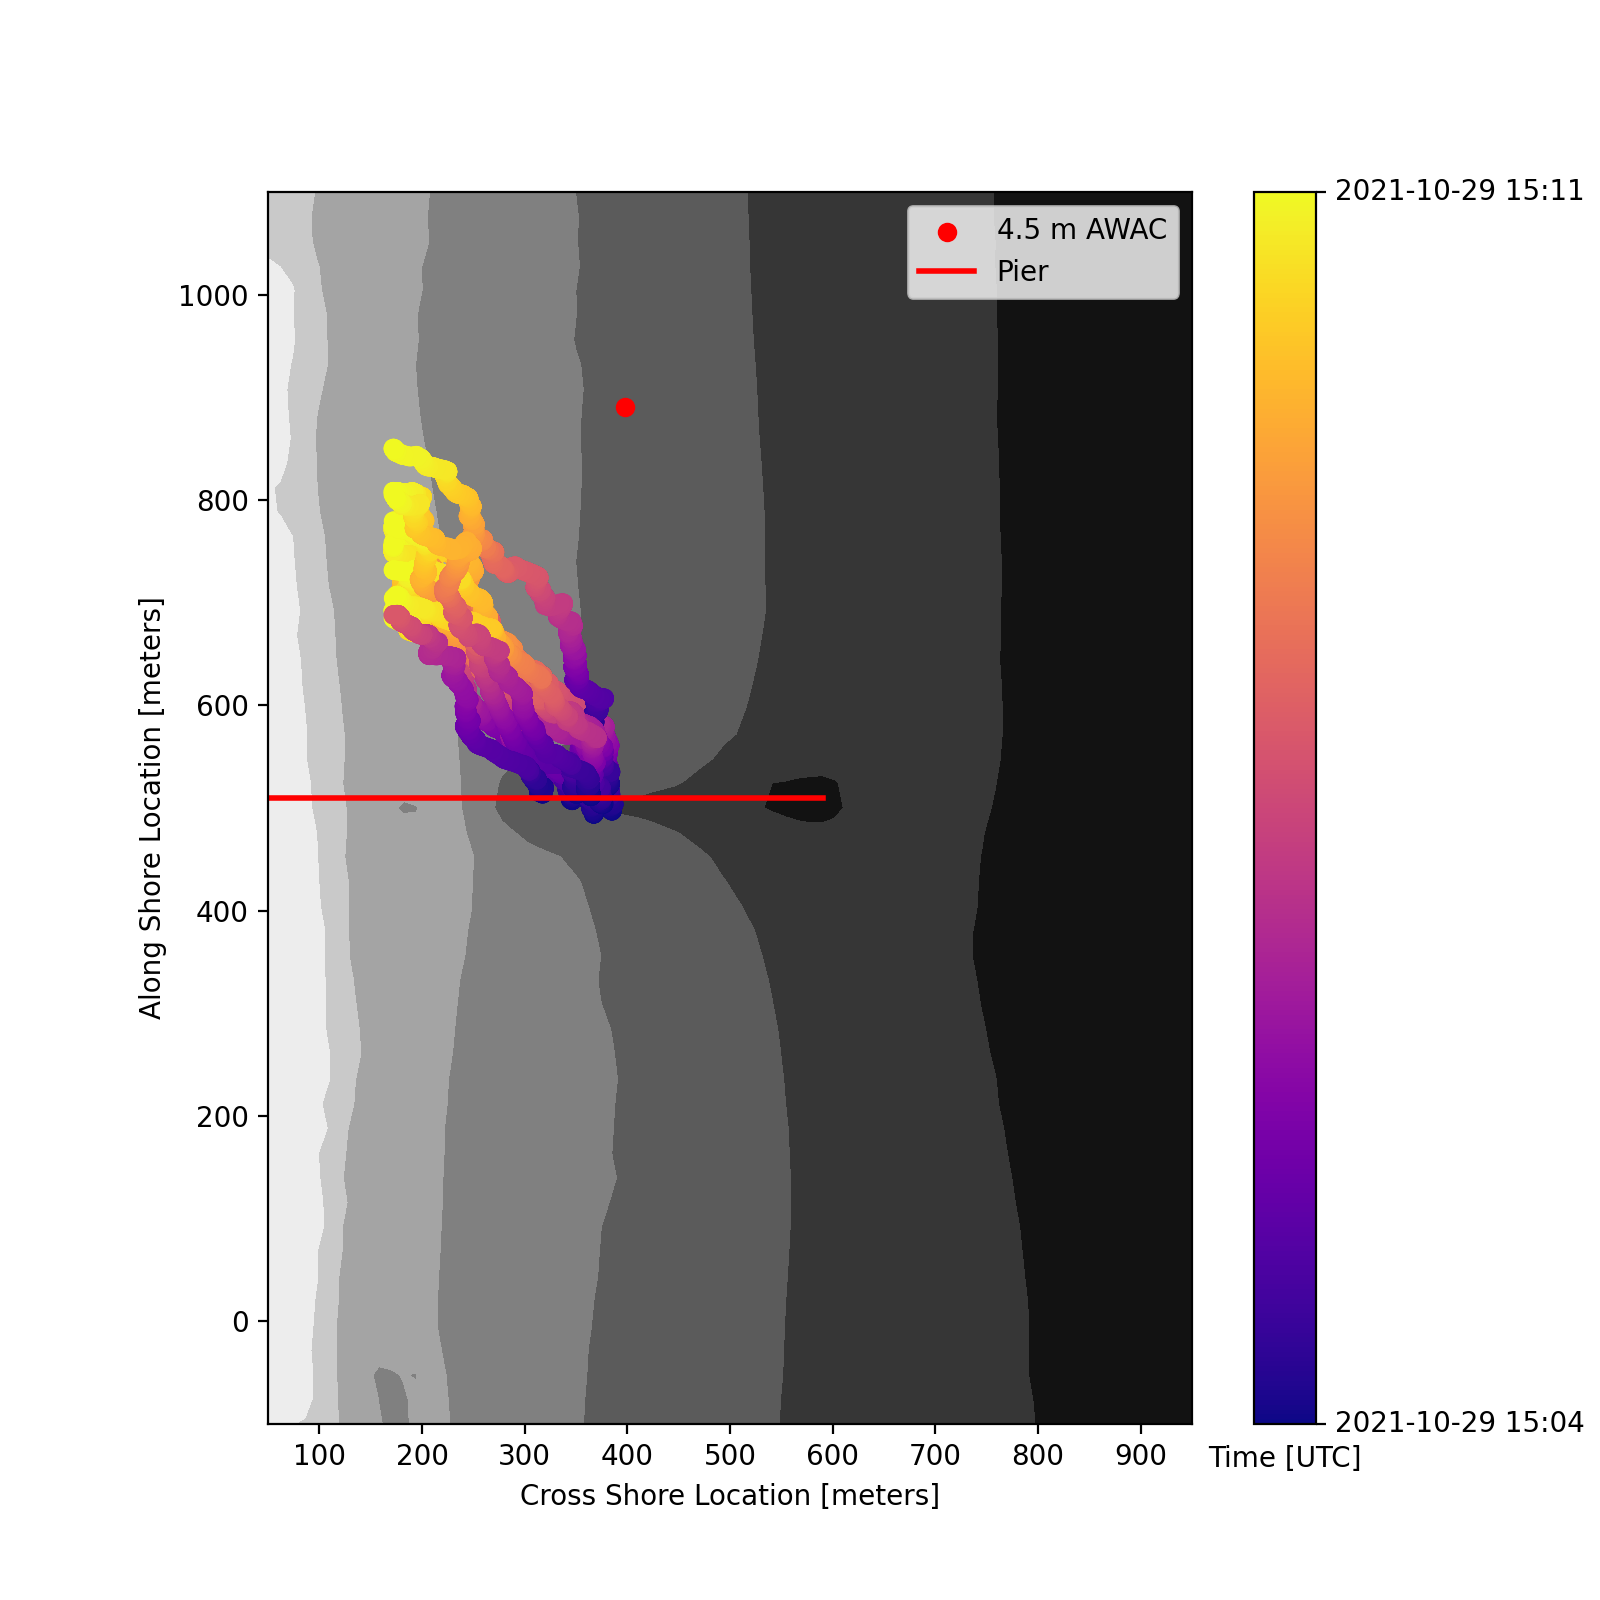 4.5 m AWAC
Pier
1000
800
600
400
200
0
Along Shore Location [meters]
100 200 300 400 500 600 700 800 900
Cross Shore Location [meters]
2021-10-29 15:11
2021-10-29 15:04
Time [UTC]